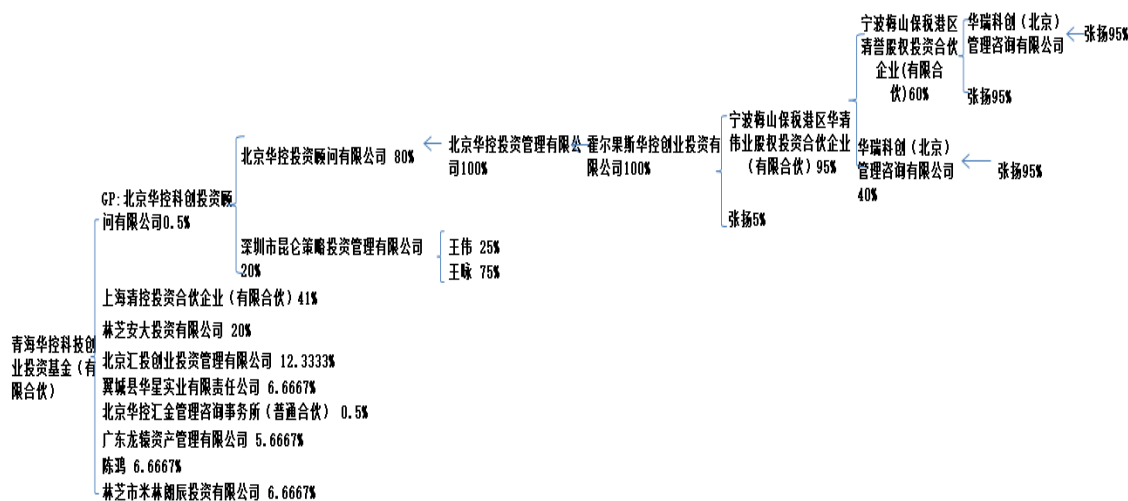 宁波梅山保税港区
清誉股权投资合伙
企业(有限合
伙)60%
华瑞科创（北京）
管理咨询有限公司
张扬95%
张扬95%
宁波梅山保税港区华清
伟业股权投资合伙企业
（有限合伙）95%
华瑞科创（北京）
管理咨询有限公司
40%
张扬95%
北京华控投资顾问有限公司 80%
北京华控投资管理有限公
司100%
霍尔果斯华控创业投资有
限公司100%
张扬5%
GP:北京华控科创投资顾
问有限公司0.5%
深圳市昆仑策略投资管理有限公司
20%
王伟 25%
王咏 75%
上海清控投资合伙企业（有限合伙）41%
林芝安大投资有限公司 20%
青海华控科技创
业投资基金（有
限合伙）
北京汇投创业投资管理有限公司 12.3333%
翼城县华星实业有限责任公司 6.6667%
北京华控汇金管理咨询事务所（普通合伙） 0.5%
广东龙辕资产管理有限公司 5.6667%
陈鸿 6.6667%
林芝市米林朗辰投资有限公司 6.6667%